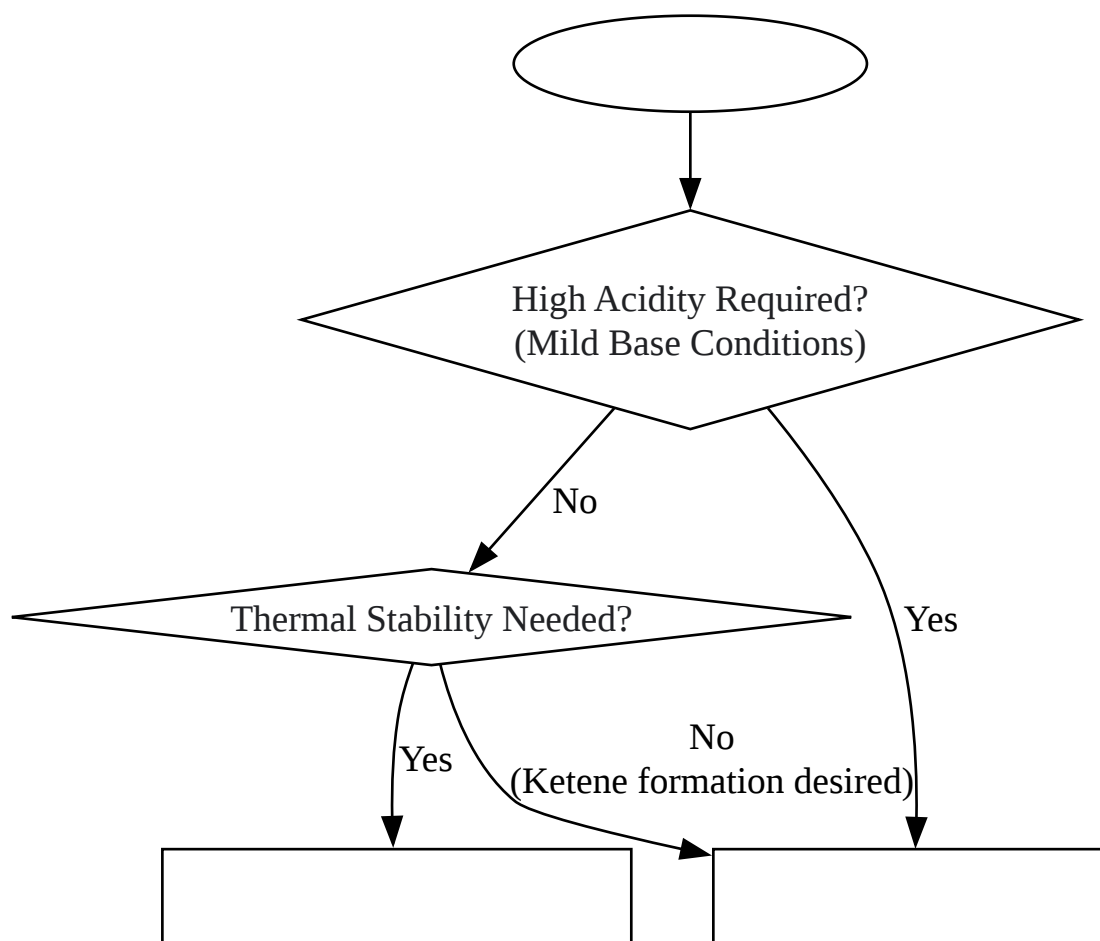 High Acidity Required?
(Mild Base Conditions)
No
Thermal Stability Needed?
Yes
Yes
No
(Ketene formation desired)